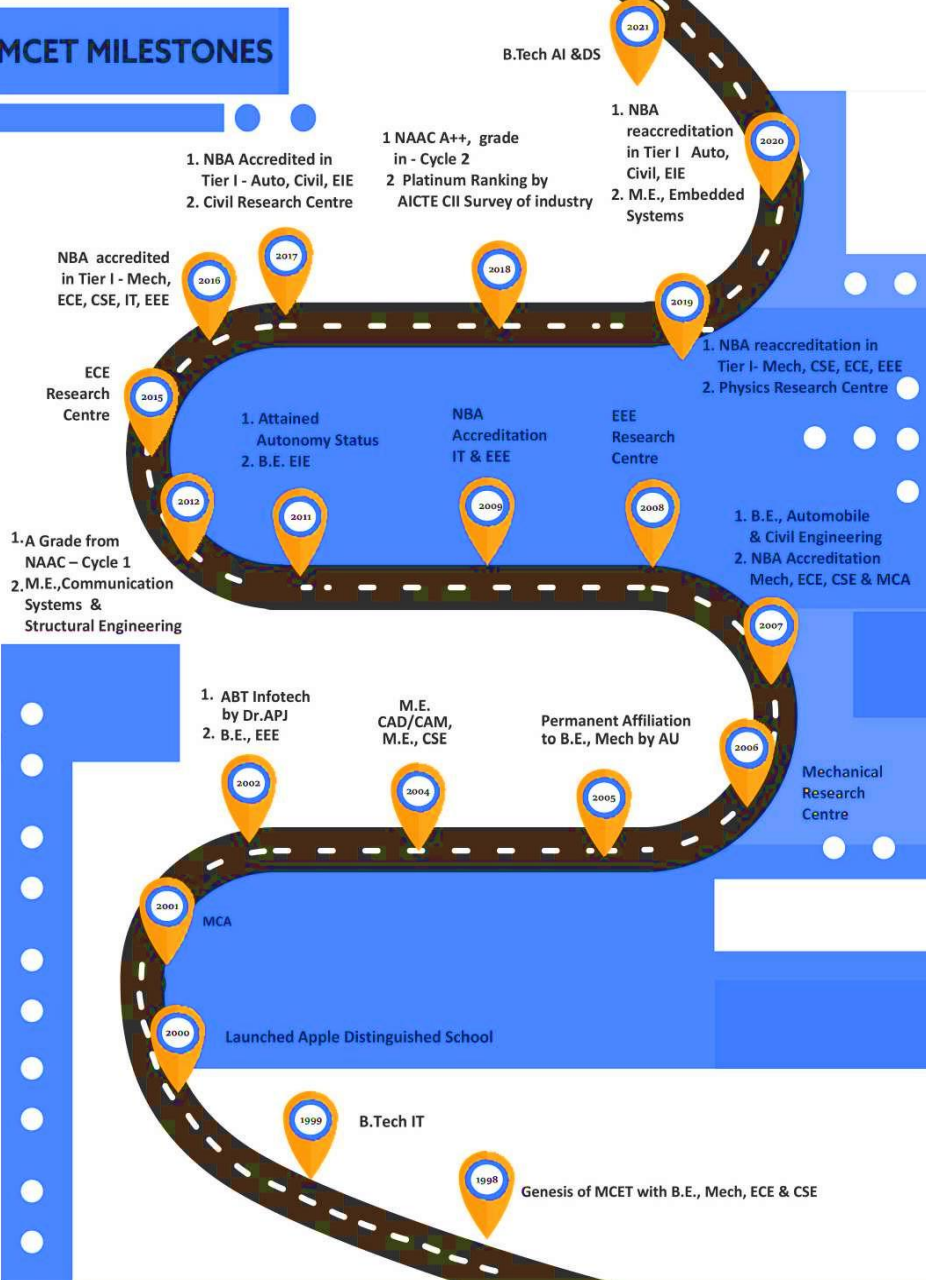 MCET MILESTONES
2021
B.Tech AI &DS
1. NBA
reaccreditation
in Tier I Auto,
Civil, EIE
2. M.E., Embedded
Systems
2020
1 NAAC A++, grade
in - Cycle 2
2 Platinum Ranking by
AICTE CII Survey of industry
1. NBA Accredited in
Tier I - Auto, Civil, EIE
2. Civil Research Centre
NBA accredited
in Tier I - Mech,
ECE, CSE, IT, EEE
2016
2017
2018
2019
1. NBA reaccreditation in
Tier I- Mech, CSE, ECE, EEE
2. Physics Research Centre
ECE
Research
Centre
2015
1. Attained
Autonomy Status
2. B.E. EIE
NBA
Accreditation
IT & EEE
EEE
Research
Centre
2012
2011
2009
2008
1. A Grade from
NAAC – Cycle 1
2. M.E.,Communication
Systems &
Structural Engineering
1. B.E., Automobile
& Civil Engineering
2. NBA Accreditation
Mech, ECE, CSE & MCA
2007
1. ABT Infotech
by Dr.APJ
2. B.E., EEE
M.E.
CAD/CAM,
M.E., CSE
Permanent Affiliation
to B.E., Mech by AU
2006
Mechanical
Research
Centre
2002
2004
2005
2001
MCA
2000
Launched Apple Distinguished School
1999
B.Tech IT
1998
Genesis of MCET with B.E., Mech, ECE & CSE